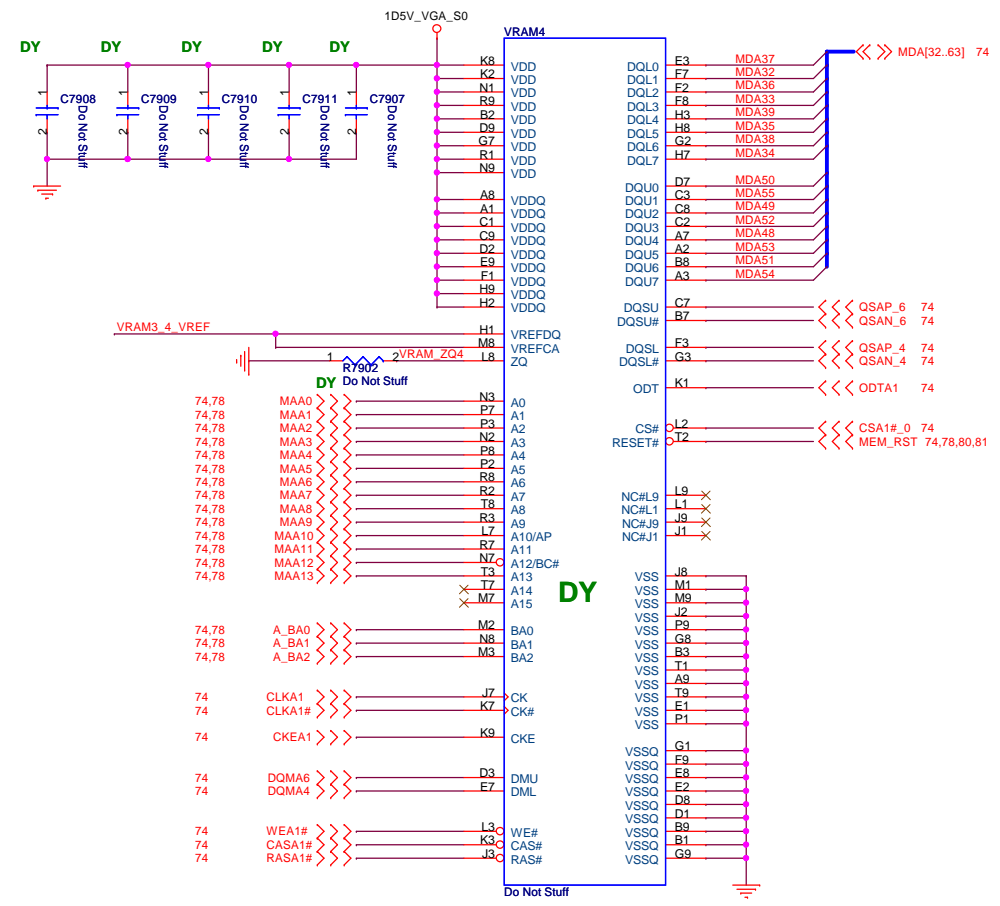 1D5V_VGA_S0
DY DY DY DY DY
VRAM4
1 C7908 Do Not Stuff 2
1 C7909 Do Not Stuff 2
1 C7910 Do Not Stuff 2
1 C7911 Do Not Stuff 2
1 C7907 Do Not Stuff 2
K8 VDD
K2 VDD
N1 VDD
R9 VDD
B2 VDD
D9 VDD
G7 VDD
R1 VDD
N9 VDD
A8 VDDQ
A1 VDDQ
C1 VDDQ
C9 VDDQ
D2 VDDQ
E9 VDDQ
F1 VDDQ
H9 VDDQ
H2 VDDQ
VRAM3_4_VREF
H1 VREFDQ
M8 VREFCA
1 2 VRAM_ZQ4 L8 ZQ
R7902
Do Not Stuff
DY
74,78 MAA0 N3 A0
74,78 MAA1 P7 A1
74,78 MAA2 P3 A2
74,78 MAA3 N2 A3
74,78 MAA4 P8 A4
74,78 MAA5 P2 A5
74,78 MAA6 R8 A6
74,78 MAA7 R2 A7
74,78 MAA8 T8 A8
74,78 MAA9 R3 A9
74,78 MAA10 L7 A10/AP
74,78 MAA11 R7 A11
74,78 MAA12 N7 A12/BC#
74,78 MAA13 T3 A13
T7 A14
M7 A15
74,78 A_BA0 M2 BA0
74,78 A_BA1 N8 BA1
74,78 A_BA2 M3 BA2
74 CLKA1 J7 CK
74 CLKA1# K7 CK#
74 CKEA1 K9 CKE
74 DQMA6 D3 DMU
74 DQMA4 E7 DML
74 WEA1# L3 WE#
74 CASA1# K3 CAS#
74 RASA1# J3 RAS#
DY
Do Not Stuff
MDA[32..63] 74
DQL0 E3 MDA37
DQL1 F7 MDA32
DQL2 F2 MDA36
DQL3 F8 MDA33
DQL4 H3 MDA39
DQL5 H8 MDA35
DQL6 G2 MDA38
DQL7 H7 MDA34
DQU0 D7 MDA50
DQU1 C3 MDA55
DQU2 C8 MDA49
DQU3 C2 MDA52
DQU4 A7 MDA48
DQU5 A2 MDA53
DQU6 B8 MDA51
DQU7 A3 MDA54
DQSU C7 QSAP_6 74
DQSU# B7 QSAN_6 74
DQSL F3 QSAP_4 74
DQSL# G3 QSAN_4 74
ODT K1 ODTA1 74
CS# L2 CSA1#_0 74
RESET# T2 MEM_RST 74,78,80,81
NC#L9 L9
NC#L1 L1
NC#J9 J9
NC#J1 J1
VSS J8
VSS M1
VSS M9
VSS J2
VSS P9
VSS G8
VSS B3
VSS T1
VSS A9
VSS T9
VSS E1
VSS P1
VSSQ G1
VSSQ F9
VSSQ E8
VSSQ E2
VSSQ D8
VSSQ D1
VSSQ B9
VSSQ B1
VSSQ G9